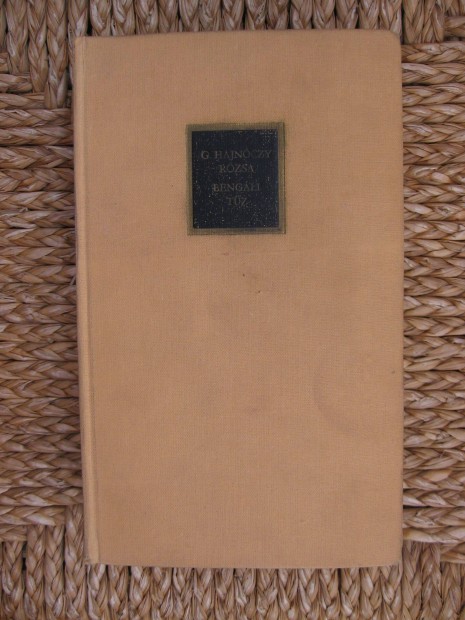 G. HAJNÓCZY
RÓZSA
BENGÁLI
TŰZ